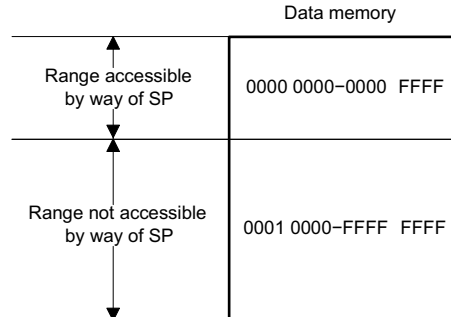 Data memory
Range accessible
by way of SP
0000 0000−0000 FFFF
Range not accessible
by way of SP
0001 0000−FFFF FFFF